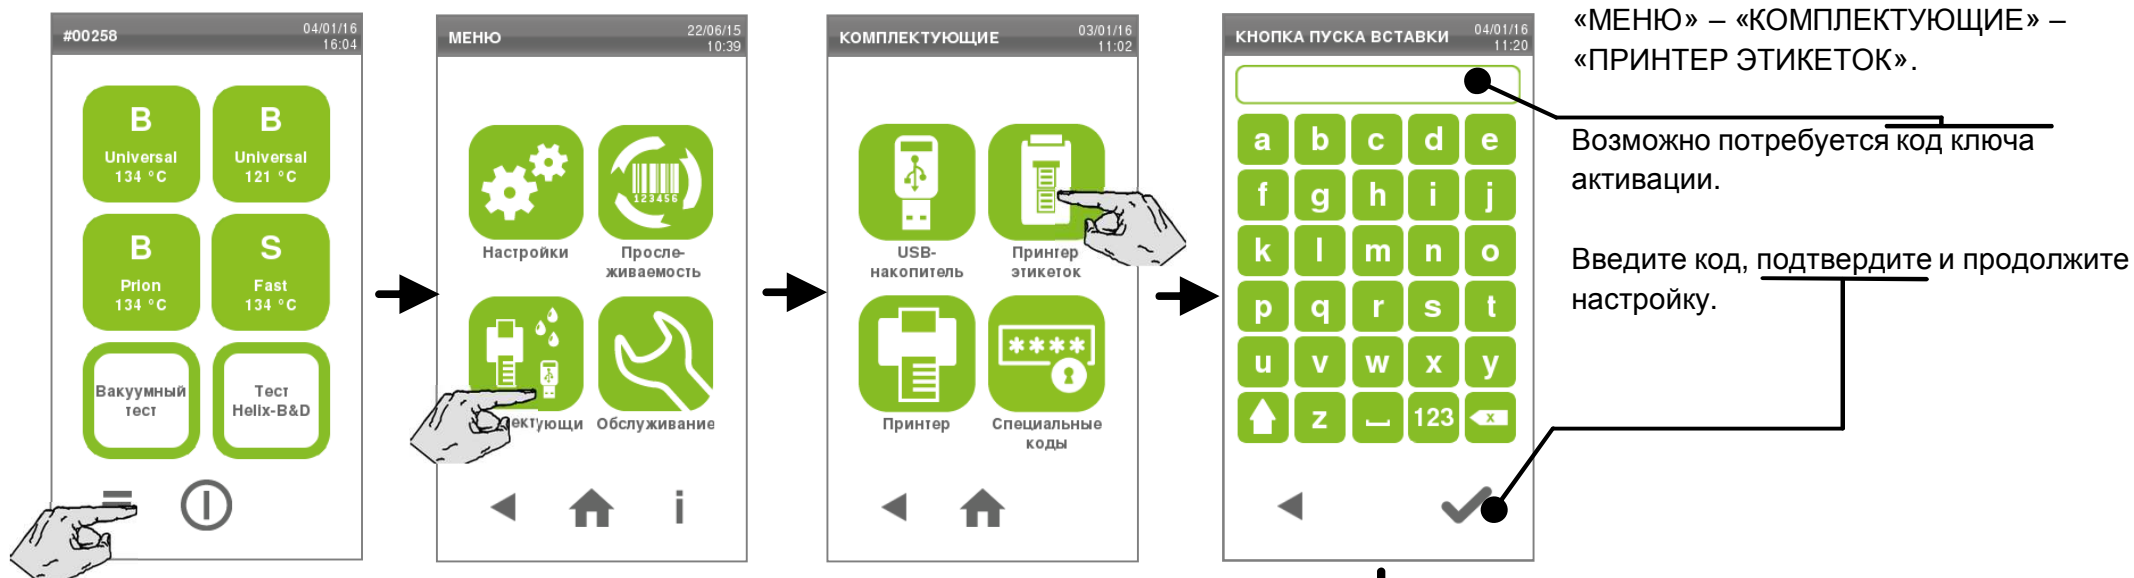 #00258
04/01/16
16:04
B
Universal
134 °C
B
Universal
121 °C
B
Prion
134 °C
S
Fast
134 °C
Вакуумный
тест
Тест
Helix-B&D
МЕНЮ
22/06/15
10:39
123456
Настройки
Просле-
живаемость
ектующи
Обслуживание
КОМПЛЕКТУЮЩИЕ
03/01/16
11:02
USB-
накопитель
Принтер
этикеток
****
Принтер
Специальные
коды
КНОПКА ПУСКА ВСТАВКИ
04/01/16
11:20
a b c d e
f g h i j
k l m n o
p q r s t
u v w x y
z 123 x
«МЕНЮ» – «КОМПЛЕКТУЮЩИЕ» –
«ПРИНТЕР ЭТИКЕТОК».
Возможно потребуется код ключа
активации.
Введите код, подтвердите и продолжите
настройку.